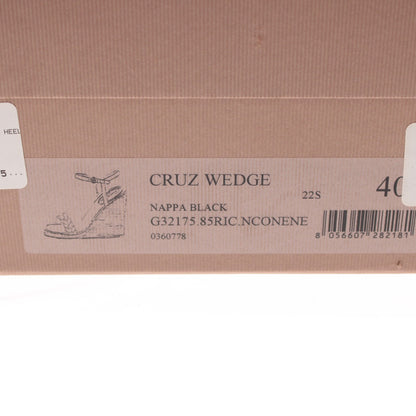 HEEL
5...
CRUZ WEDGE
22S
40
NAPPA BLACK
G32175.85RIC.NCONENE
0360778
8 056607 282181